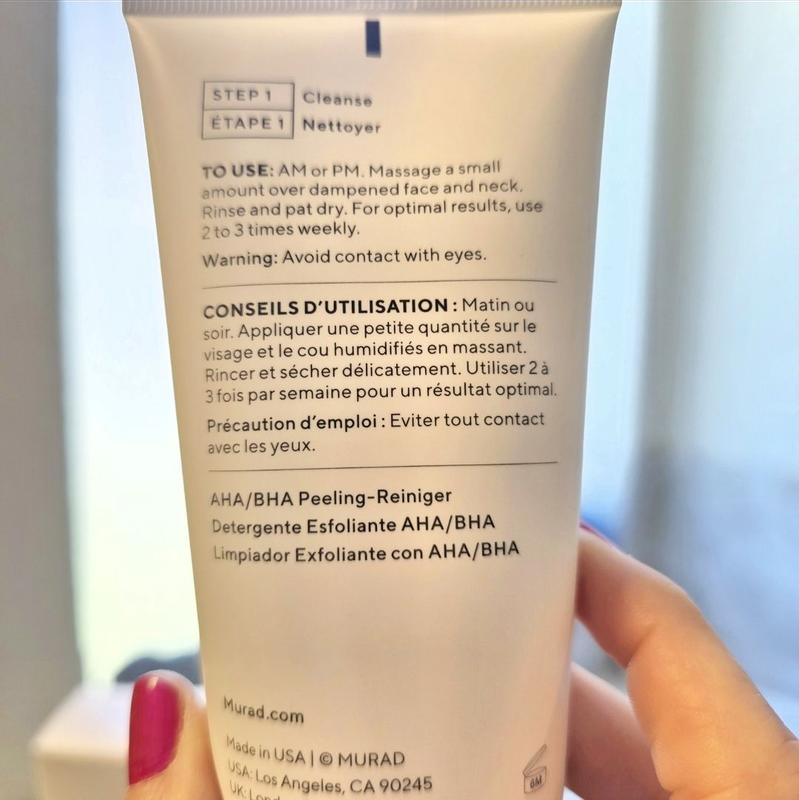 STEP 1 Cleanse
ÉTAPE 1 Nettoyer
TO USE: AM or PM. Massage a small
amount over dampened face and neck.
Rinse and pat dry. For optimal results, use
2 to 3 times weekly.
Warning: Avoid contact with eyes.
CONSEILS D'UTILISATION : Matin ou
soir. Appliquer une petite quantité sur le
visage et le cou humidifiés en massant.
Rincer et sécher délicatement. Utiliser 2 à
3 fois par semaine pour un résultat optimal.
Précaution d'emploi : Eviter tout contact
avec les yeux.
AHA/BHA Peeling-Reiniger
Detergente Esfoliante AHA/BHA
Limpiador Exfoliante con AHA/BHA
Murad.com
Made in USA | © MURAD
USA: Los Angeles, CA 90245
UK:
6M